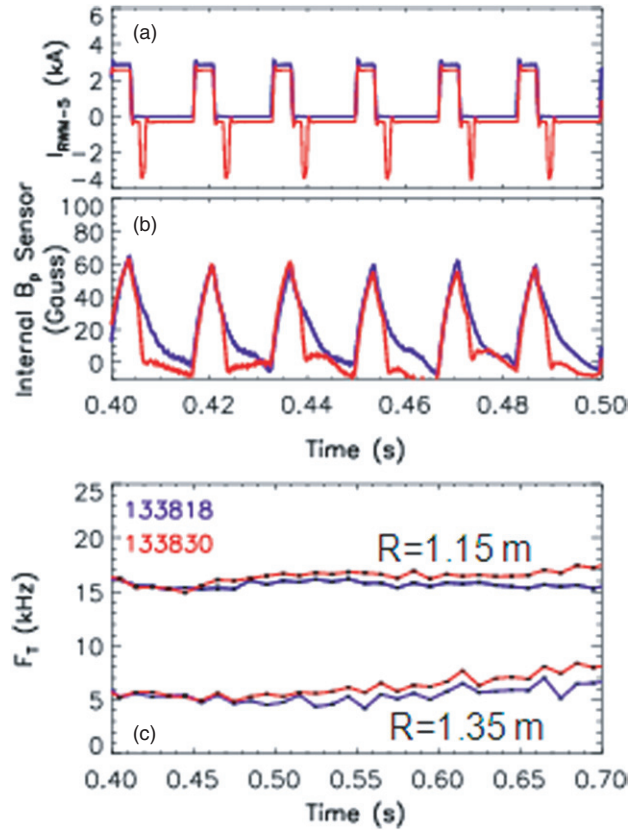 (a)
I_RWM-S (kA)
6
4
2
0
-2
-4
(b)
Internal B_p Sensor
(Gauss)
100
80
60
40
20
0
0.40 0.42 0.44 0.46 0.48 0.50
Time (s)
133818
133830
R=1.15 m
R=1.35 m
F_T (kHz)
25
20
15
10
5
0
(c)
0.40 0.45 0.50 0.55 0.60 0.65 0.70
Time (s)